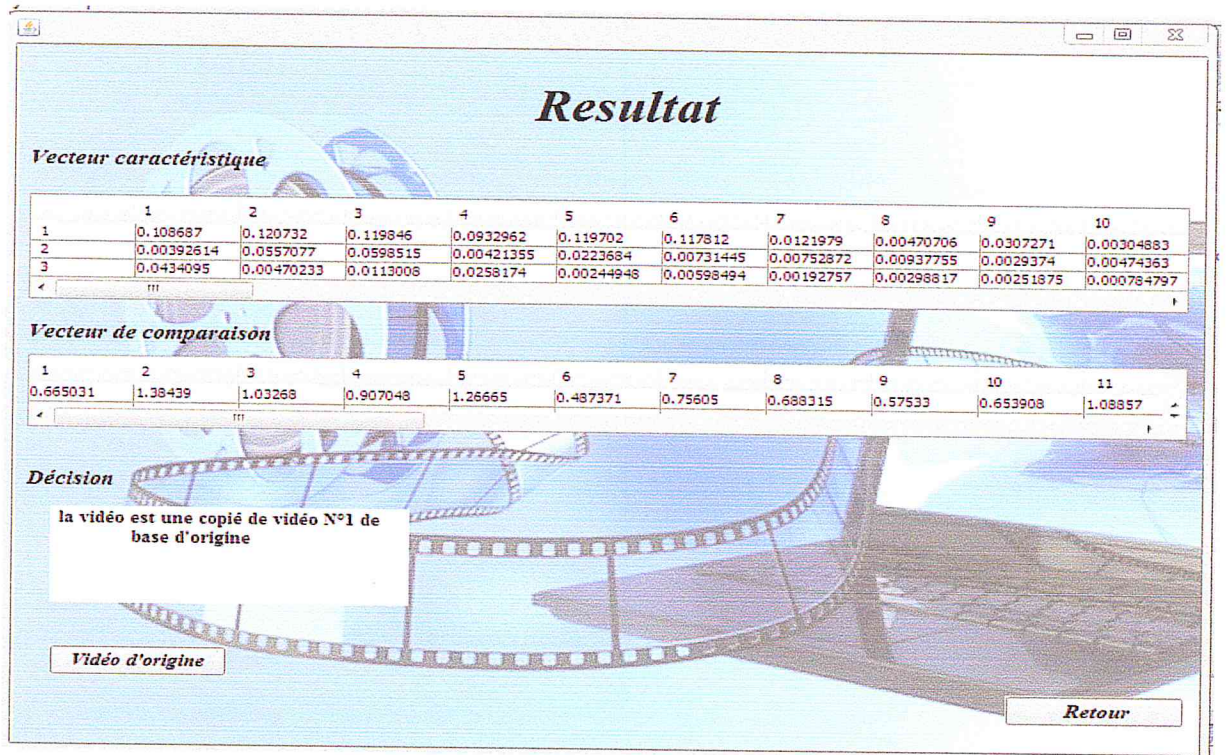 Resultat
Vecteur caractéristique
1 2 3 4 5 6 7 8 9 10
1 0.108687 0.120732 0.119846 0.0932962 0.119702 0.117812 0.0121979 0.00470706 0.0307271 0.00304883
2 0.00392614 0.0557077 0.0598515 0.00421355 0.0223684 0.00731445 0.00752872 0.00937755 0.0029374 0.00474363
3 0.0434095 0.00470233 0.0113008 0.0258174 0.00244948 0.00598494 0.00192757 0.00298817 0.00251875 0.000784797
Vecteur de comparaison
1 2 3 4 5 6 7 8 9 10 11
0.665031 1.38439 1.03268 0.907048 1.26665 0.487371 0.75605 0.688315 0.57533 0.653908 1.08857
Décision
la vidéo est une copié de vidéo N°1 de
base d'origine
Vidéo d'origine
Retour